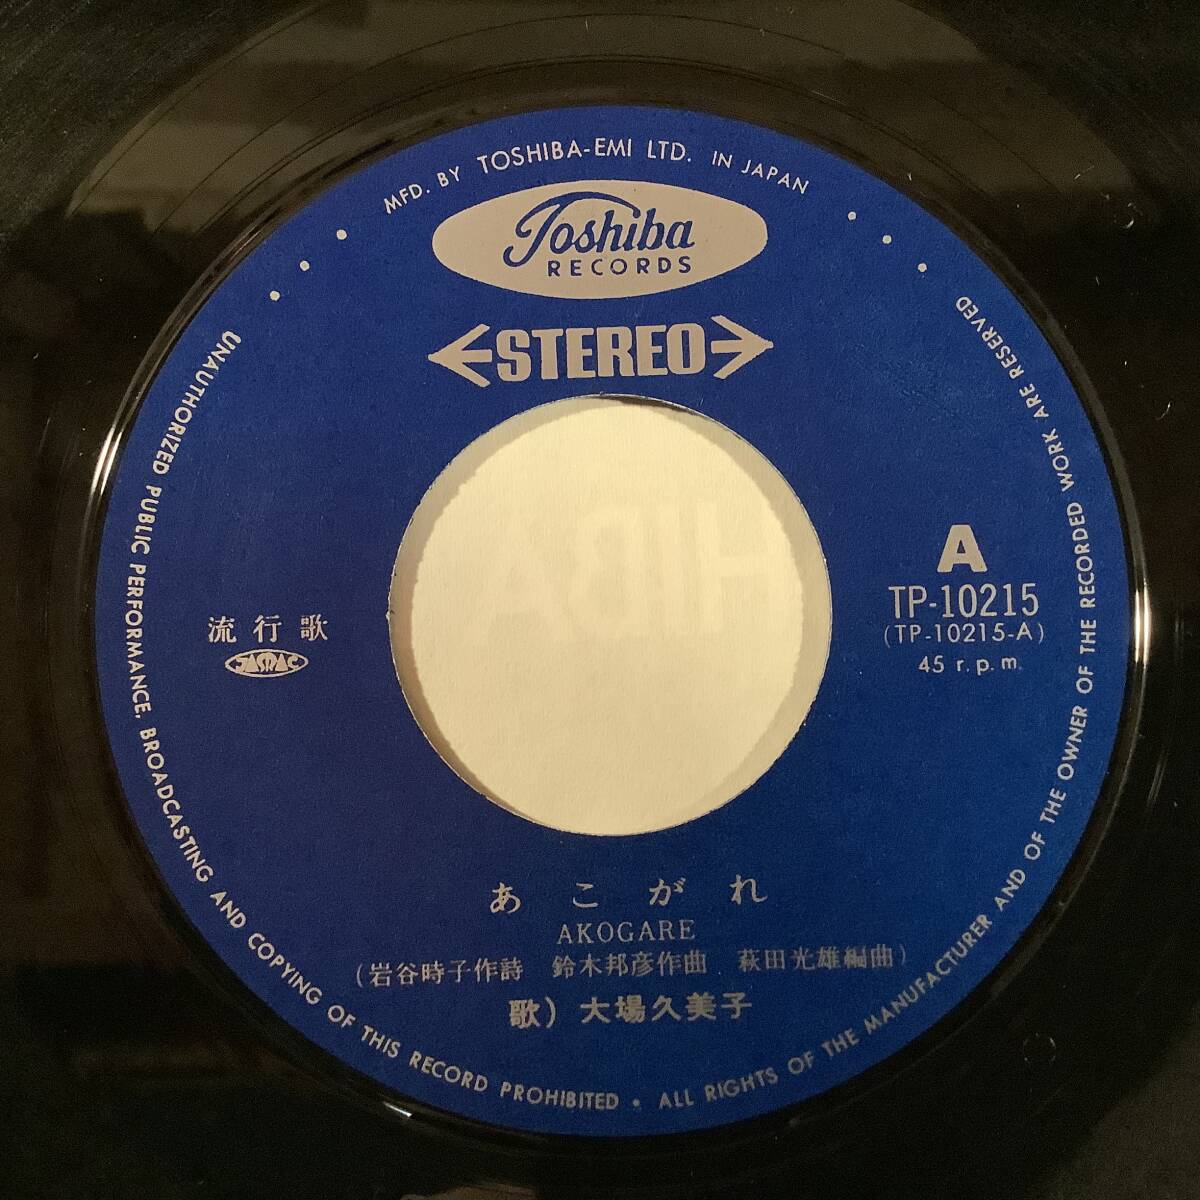 MFD. BY TOSHIBA-EMI LTD. IN JAPAN
Toshiba
RECORDS
STEREO
A
TP-10215
(TP-10215-A)
45 r.p.m.
流行歌
JASRAC
あこがれ
AKOGARE
(岩谷時子作詩 鈴木邦彦作曲 萩田光雄編曲)
歌) 大場久美子
UNAUTHORIZED PUBLIC PERFORMANCE, BROADCASTING AND COPYING OF THIS RECORD PROHIBITED • ALL RIGHTS OF THE MANUFACTURER AND OF THE OWNER OF THE RECORDED WORK ARE RESERVED